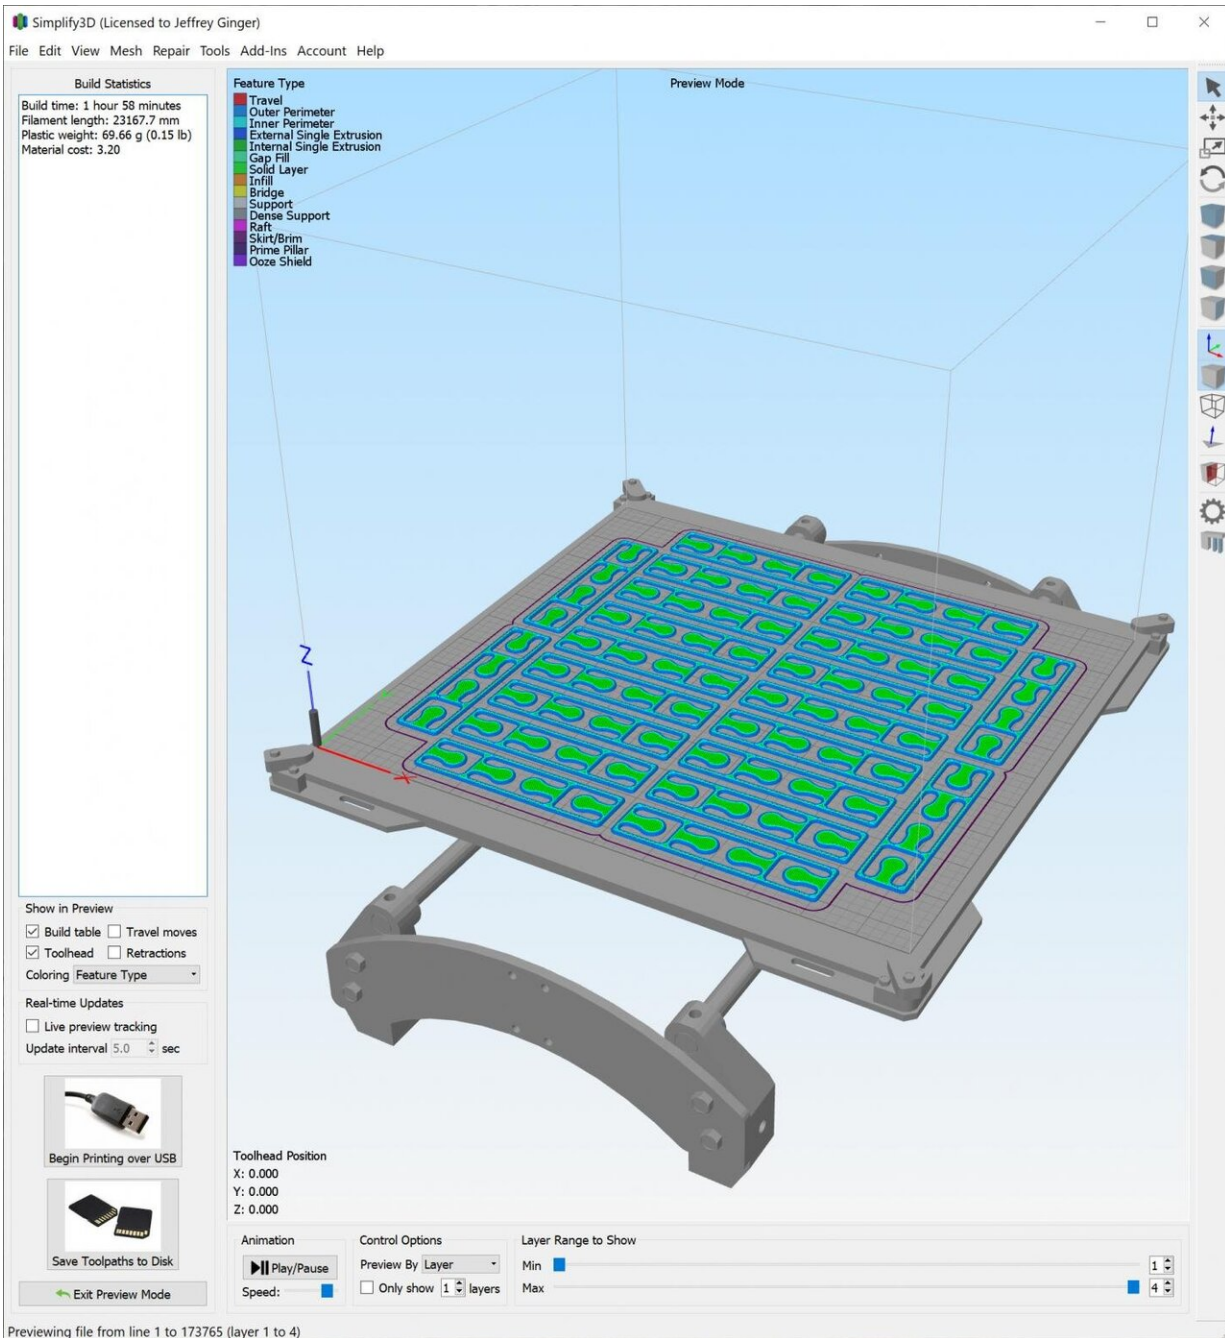 Simplify3D (Licensed to Jeffrey Ginger)
File Edit View Mesh Repair Tools Add-Ins Account Help
Build Statistics
Build time: 1 hour 58 minutes
Filament length: 23167.7 mm
Plastic weight: 69.66 g (0.15 lb)
Material cost: 3.20
Feature Type
Travel
Outer Perimeter
Inner Perimeter
External Single Extrusion
Internal Single Extrusion
Gap Fill
Solid Layer
Infill
Bridge
Support
Dense Support
Raft
Skirt/Brim
Prime Pillar
Ooze Shield
Preview Mode
Z
X
Show in Preview
Build table Travel moves
Toolhead Retractions
Coloring Feature Type
Real-time Updates
Live preview tracking
Update interval 5.0 sec
Begin Printing over USB
Save Toolpaths to Disk
Exit Preview Mode
Toolhead Position
X: 0.000
Y: 0.000
Z: 0.000
Animation
Play/Pause
Speed:
Control Options
Preview By Layer
Only show 1 layers
Layer Range to Show
Min 1
Max 4
Previewing file from line 1 to 173765 (layer 1 to 4)